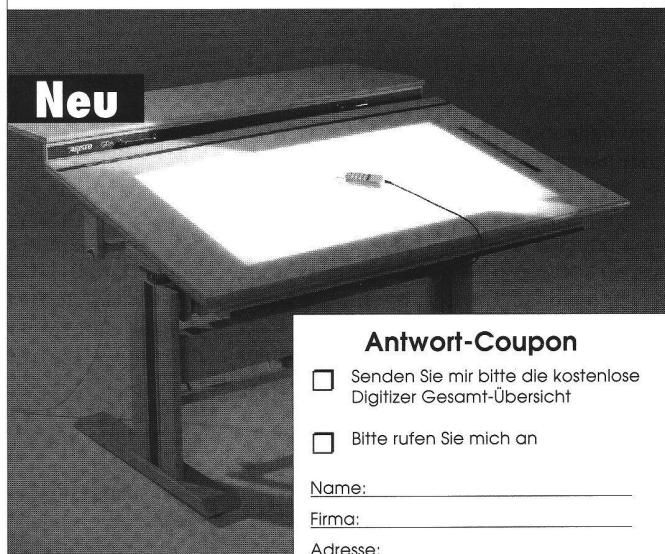 Neu
Antwort-Coupon
Senden Sie mir bitte die kostenlose
Digitizer Gesamt-Übersicht
Bitte rufen Sie mich an
Name:
Firma:
Adresse: